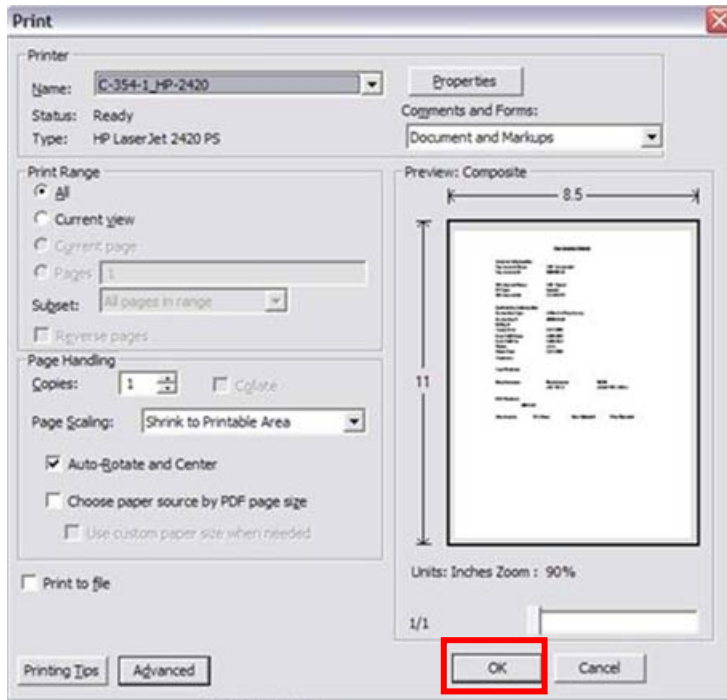 Print
Printer
Name: C-354-1_HP-2420
Properties
Status: Ready
Comments and Forms:
Type: HP LaserJet 2420 PS
Document and Markups
Print Range
All
Current view
Current page
Pages 1
Subset: All pages in range
Reverse pages
Page Handling
Copies: 1 Collate
Page Scaling: Shrink to Printable Area
Auto-Rotate and Center
Choose paper source by PDF page size
Use custom paper size when needed
Print to file
Preview: Composite
8.5
11
Units: Inches Zoom : 90%
1/1
Printing Tips Advanced OK Cancel